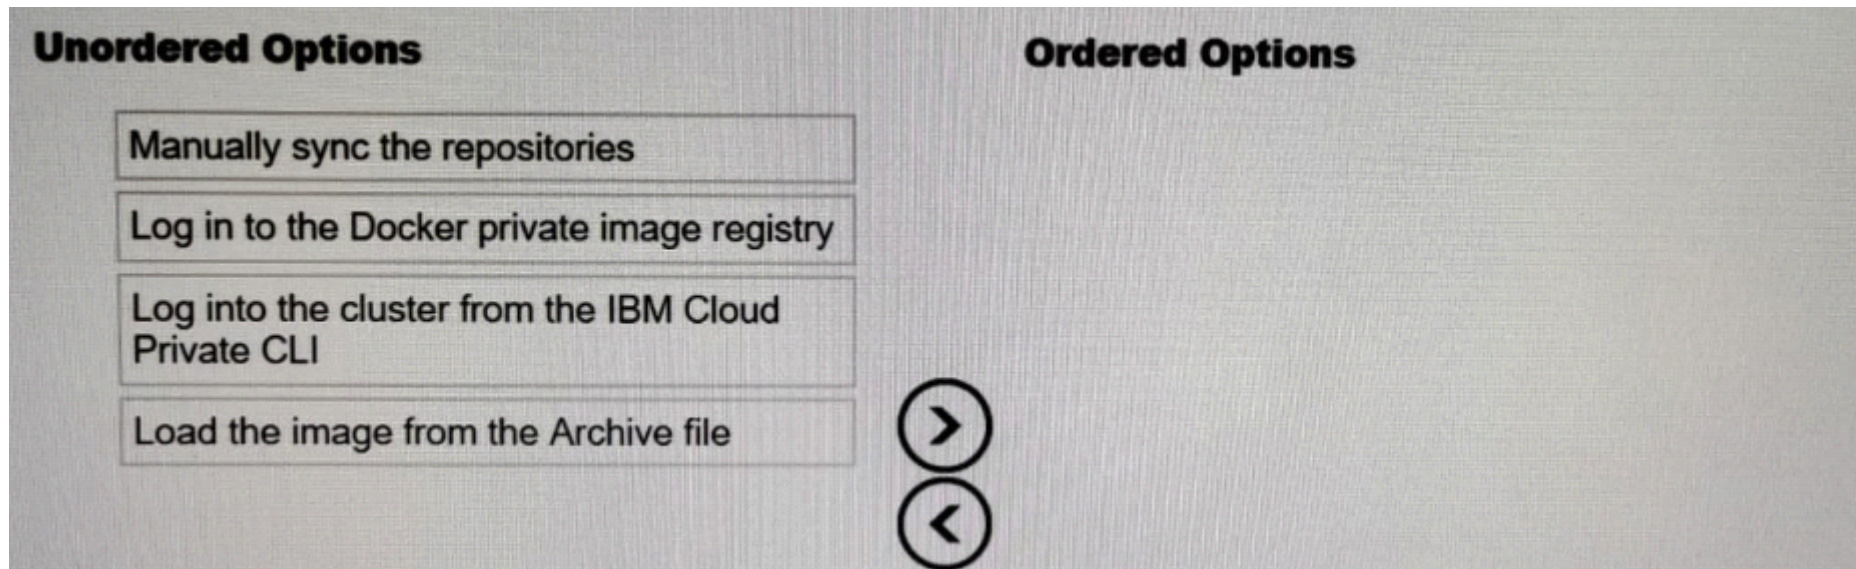 Unordered Options
Ordered Options
Manually sync the repositories
Log in to the Docker private image registry
Log into the cluster from the IBM Cloud
Private CLI
Load the image from the Archive file